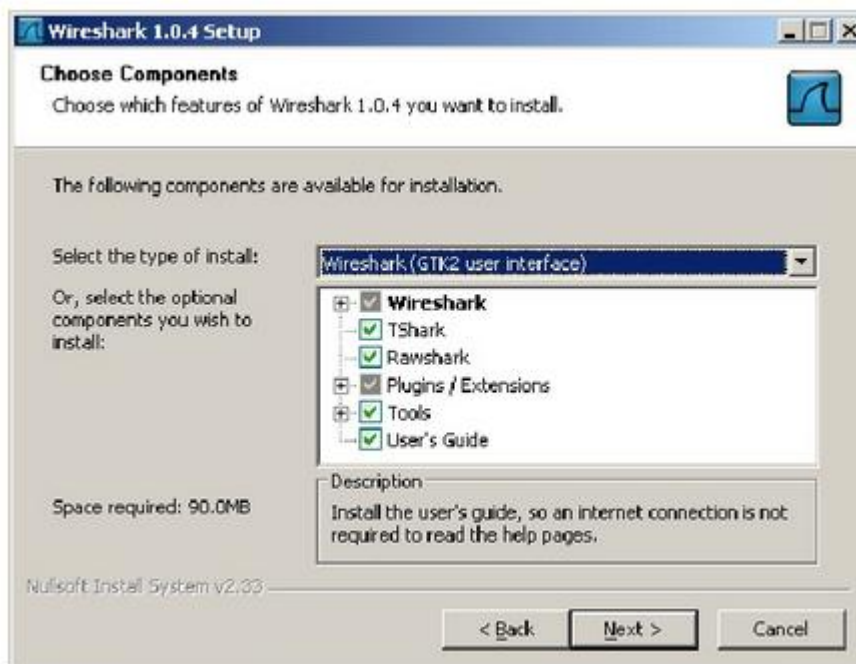 Wireshark 1.0.4 Setup
Choose Components
Choose which features of Wireshark 1.0.4 you want to install.
The following components are available for installation.
Select the type of install:
Wireshark (GTK2 user interface)
Or, select the optional
components you wish to
install:
Wireshark
TShark
Rawshark
Plugins / Extensions
Tools
User's Guide
Space required: 90.0MB
Description
Install the user's guide, so an internet connection is not
required to read the help pages.
Nullsoft Install System v2.33
< Back
Next >
Cancel